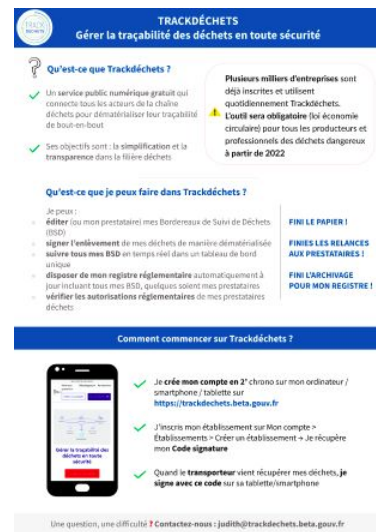 TRACK
DÉCHETS
TRACKDÉCHETS
Gérer la traçabilité des déchets en toute sécurité
Qu'est-ce que Trackdéchets ?
Un service public numérique gratuit qui
connecte tous les acteurs de la chaîne
déchets pour dématérialiser leur traçabilité
de bout-en-bout
Ses objectifs sont : la simplification et la
transparence dans la filière déchets
Plusieurs milliers d'entreprises sont
déjà inscrites et utilisent
quotidiennement Trackdéchets.
L'outil sera obligatoire (loi économie
circulaire) pour tous les producteurs et
professionnels des déchets dangereux
à partir de 2022
Qu'est-ce que je peux faire dans Trackdéchets ?
Je peux :
éditer (ou mon prestataire) mes Bordereaux de Suivi de Déchets
(BSD)
signer l'enlèvement de mes déchets de manière dématérialisée
suivre tous mes BSD en temps réel dans un tableau de bord
unique
disposer de mon registre réglementaire automatiquement à
jour incluant tous mes BSD, quelques soient mes prestataires
vérifier les autorisations réglementaires de mes prestataires
déchets
FINI LE PAPIER !
FINIES LES RELANCES
AUX PRESTATAIRES !
FINI L'ARCHIVAGE
POUR MON REGISTRE !
Comment commencer sur Trackdéchets ?
Gérer la traçabilité des
déchets en toute
sécurité
Je crée mon compte en 2' chrono sur mon ordinateur /
smartphone / tablette sur
https://trackdechets.beta.gouv.fr
J'inscris mon établissement sur Mon compte >
Établissements > Créer un établissement → Je récupère
mon Code signature
Quand le transporteur vient récupérer mes déchets, je
signe avec ce code sur sa tablette/smartphone
Une question, une difficulté ? Contactez-nous : judith@trackdechets.beta.gouv.fr